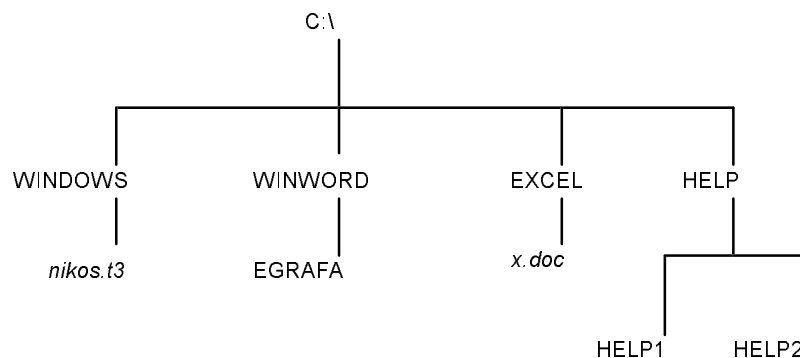 C:\
WINDOWS WINWORD EXCEL HELP
nikos.t3 EGRAFA x.doc
HELP1 HELP2